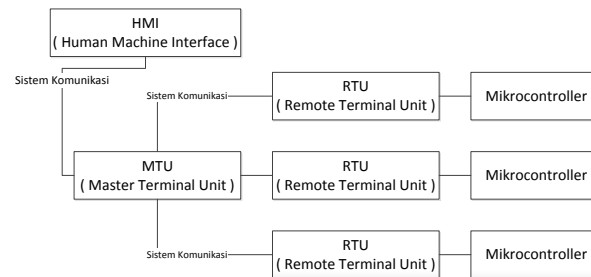 HMI
( Human Machine Interface )
Sistem Komunikasi
Sistem Komunikasi
RTU
( Remote Terminal Unit )
Mikrocontroller
MTU
( Master Terminal Unit )
RTU
( Remote Terminal Unit )
Mikrocontroller
Sistem Komunikasi
RTU
( Remote Terminal Unit )
Mikrocontroller